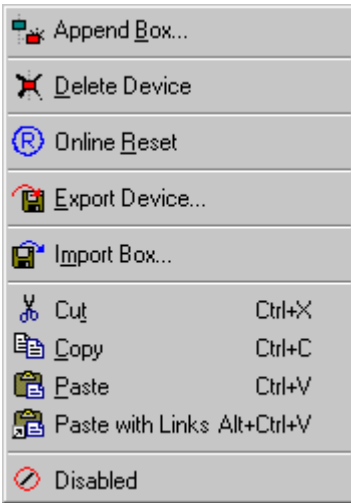 Append Box...
Delete Device
Online Reset
Export Device...
Import Box...
Cut Ctrl+X
Copy Ctrl+C
Paste Ctrl+V
Paste with Links Alt+Ctrl+V
Disabled